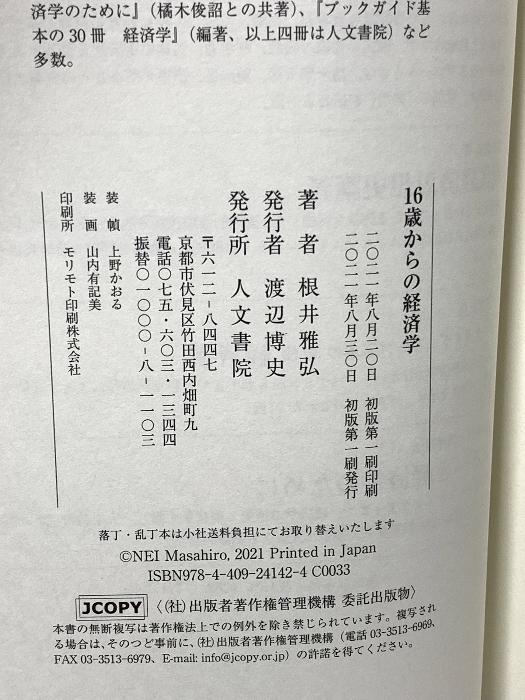 済学のために』（橘木俊詔との共著）、『ブックガイド基
本の30冊　経済学』（編著、以上四冊は人文書院）など
多数。
16歳からの経済学
二〇二一年八月二〇日　初版第一刷印刷
二〇二一年八月三〇日　初版第一刷発行
著　者　根井雅弘
発行者　渡辺博史
発行所　人文書院
〒六一二-八四四七
京都市伏見区竹田西内畑町九
電話〇七五・六〇三・一三四四
振替〇一〇〇〇-八-一一〇三
装　幀　上野かおる
装　画　山内有記美
印刷所　モリモト印刷株式会社
落丁・乱丁本は小社送料負担にてお取り替えいたします
©NEI Masahiro, 2021 Printed in Japan
ISBN978-4-409-24142-4 C0033
JCOPY 〈（社）出版者著作権管理機構 委託出版物〉
本書の無断複写は著作権法上での例外を除き禁じられています。複写され
る場合は、そのつど事前に、（社）出版者著作権管理機構（電話 03-3513-6969、
FAX 03-3513-6979、E-mail: info@jcopy.or.jp）の許諾を得てください。